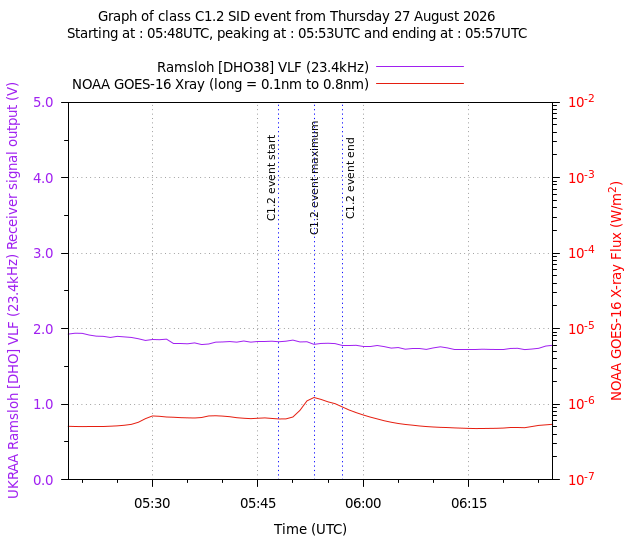 Graph of class C1.2 SID event from Thursday 27 August 2026
Starting at : 05:48UTC, peaking at : 05:53UTC and ending at : 05:57UTC
Ramsloh [DHO38] VLF (23.4kHz)
NOAA GOES-16 Xray (long = 0.1nm to 0.8nm)
UKRAA Ramsloh [DHO] VLF (23.4kHz) Receiver signal output (V)
5.0
4.0
3.0
2.0
1.0
0.0
C1.2 event start
C1.2 event maximum
C1.2 event end
10-2
10-3
10-4
10-5
10-6
10-7
NOAA GOES-16 X-ray Flux (W/m2)
05:30
05:45
06:00
06:15
Time (UTC)